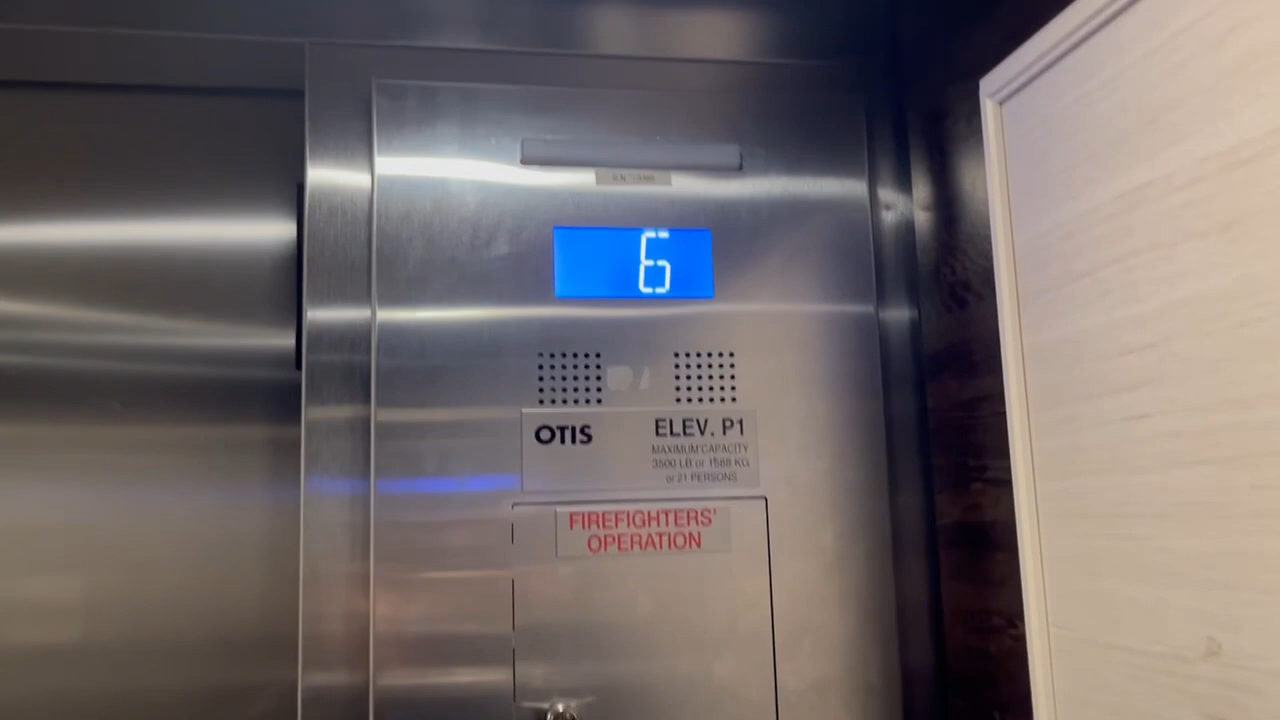 6
OTIS
ELEV. P1
MAXIMUM CAPACITY
3500 LB or 1588 KG
or 21 PERSONS
FIREFIGHTERS'
OPERATION